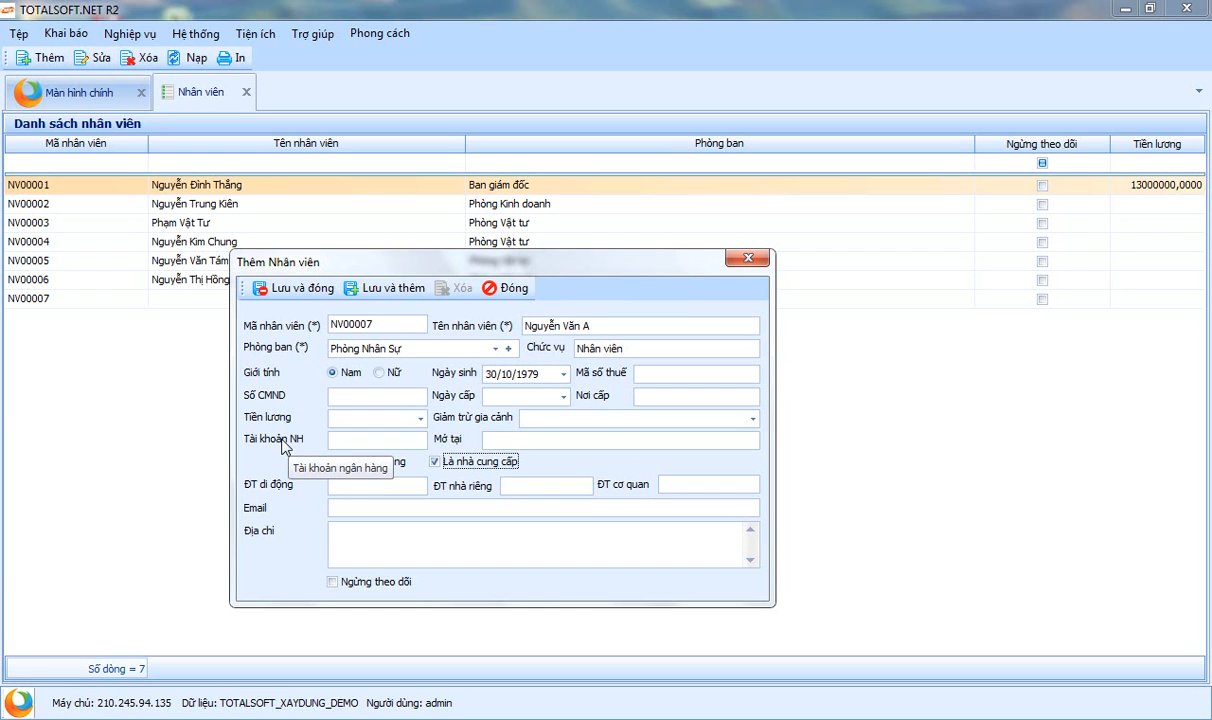 TOTALSOFT.NET R2
Tệp Khai báo Nghiệp vụ Hệ thống Tiện ích Trợ giúp Phong cách
Thêm Sửa Xóa Nạp In
Màn hình chính Nhân viên
Danh sách nhân viên
Mã nhân viên Tên nhân viên Phòng ban Ngừng theo dõi Tiền lương
NV00001 Nguyễn Đình Thắng Ban giám đốc 13000000,0000
NV00002 Nguyễn Trung Kiên Phòng Kinh doanh
NV00003 Phạm Vật Tư Phòng Vật tư
NV00004 Nguyễn Kim Chung Phòng Vật tư
NV00005 Nguyễn Văn Tám
NV00006 Nguyễn Thị Hồng
NV00007
Thêm Nhân viên
Lưu và đóng Lưu và thêm Xóa Đóng
Mã nhân viên (*) NV00007 Tên nhân viên (*) Nguyễn Văn A
Phòng ban (*) Phòng Nhân Sự Chức vụ Nhân viên
Giới tính Nam Nữ Ngày sinh 30/10/1979 Mã số thuế
Số CMND Ngày cấp Nơi cấp
Tiền lương Giảm trừ gia cảnh
Tài khoản NH Mở tại
ng Là nhà cung cấp
Tài khoản ngân hàng
ĐT di động ĐT nhà riêng ĐT cơ quan
Email
Địa chỉ
Ngừng theo dõi
Số dòng = 7
Máy chủ: 210.245.94.135 Dữ liệu: TOTALSOFT_XAYDUNG_DEMO Người dùng: admin